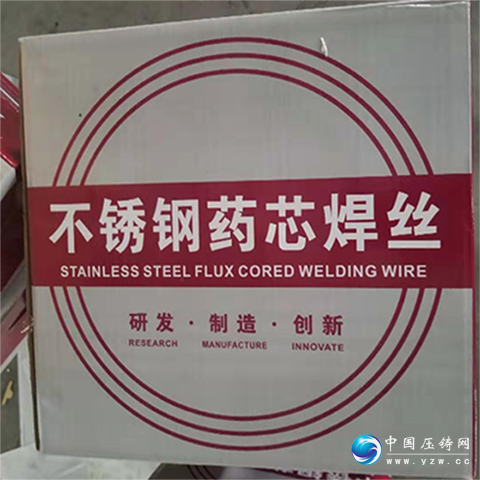 不锈钢药芯焊丝
STAINLESS STEEL FLUX CORED WELDING WIRE
研发·制造·创新
RESEARCH MANUFACTURE INNOVATE
中国压铸网
www.yzw.cc